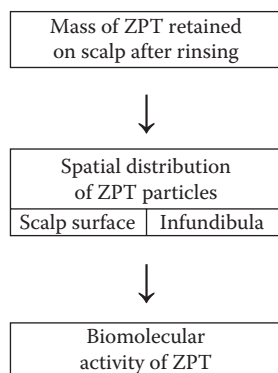 Mass of ZPT retained
on scalp after rinsing
Spatial distribution
of ZPT particles
Scalp surface
Infundibula
Biomolecular
activity of ZPT